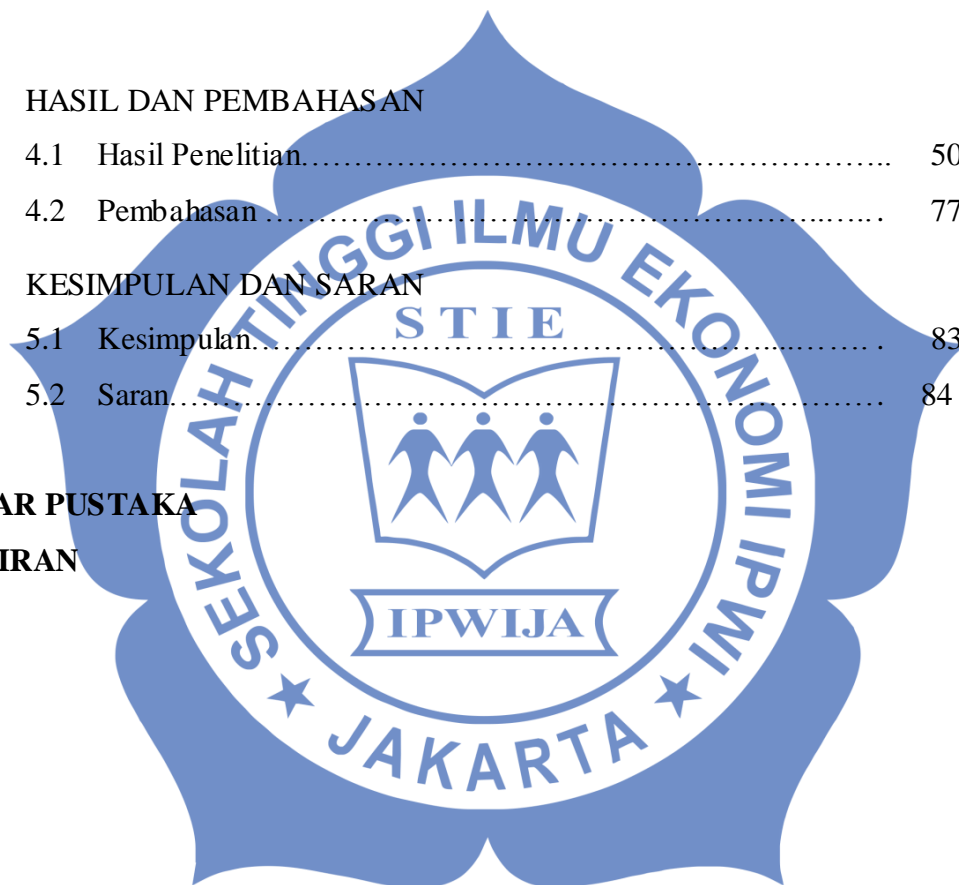 HASIL DAN PEMBAHASAN
4.1 Hasil Penelitian........................................................... 50
4.2 Pembahasan ............................................................ 77
KESIMPULAN DAN SARAN
5.1 Kesimpulan............................................................. 83
5.2 Saran..................................................................... 84
AR PUSTAKA
IRAN
SEKOLAH TINGGI ILMU EKONOMI IPWI
STIE
IPWIJA
★ JAKARTA ★